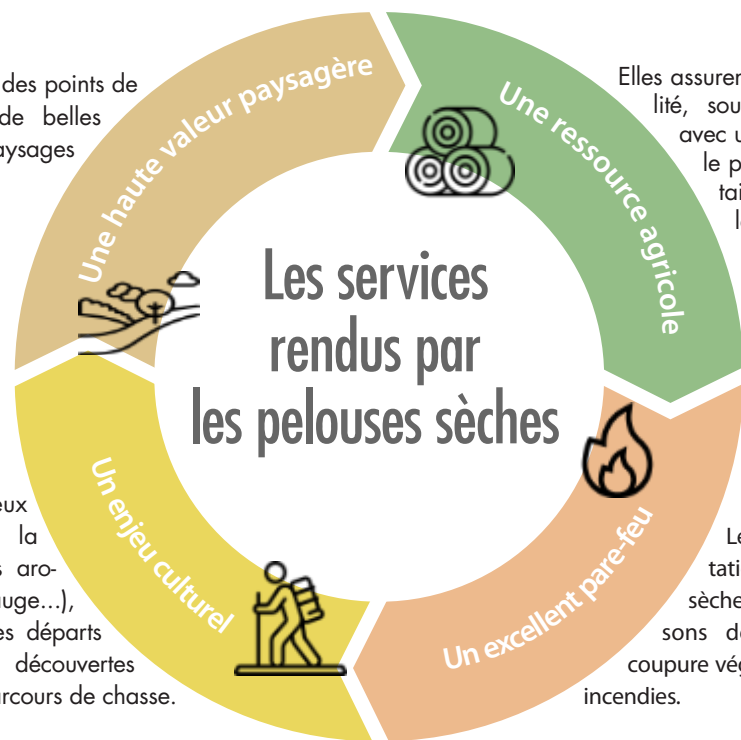 des points de
de belles
paysages
Une haute valeur paysagère
Une ressource agricole
Elles assurent
lité, sou
avec u
le p
tai
l
Les services
rendus par
les pelouses sèches
eux
la
s aro-
auge...),
es départs
découvertes
arcours de chasse.
Un enjeu culturel
Un excellent pare-feu
Le
tati
sèche
sons de
coupure vég
incendies.